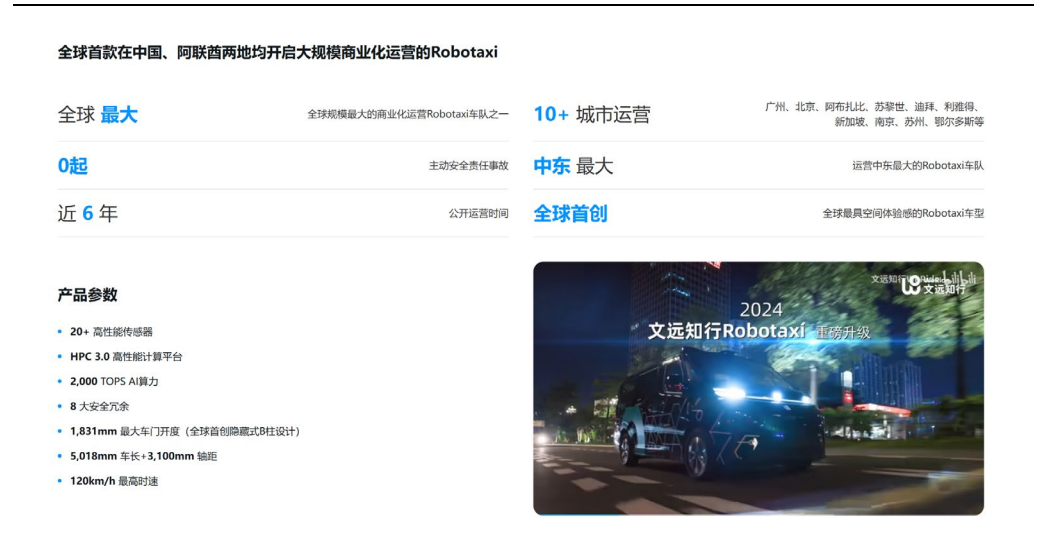 全球首款在中国、阿联酋两地均开启大规模商业化运营的Robotaxi
全球 最大
全球规模最大的商业化运营Robotaxi车队之一
10+ 城市运营
广州、北京、阿布扎比、苏黎世、迪拜、利雅得、
新加坡、南京、苏州、鄂尔多斯等
0起
主动安全责任事故
中东 最大
运营中东最大的Robotaxi车队
近 6 年
公开运营时间
全球首创
全球最具空间体验感的Robotaxi车型
产品参数
20+ 高性能传感器
HPC 3.0 高性能计算平台
2,000 TOPS AI算力
8 大安全冗余
1,831mm 最大车门开度（全球首创隐藏式B柱设计）
5,018mm 车长+3,100mm 轴距
120km/h 最高时速
文远知行
文远知行
2024
文远知行Robotaxi 重磅升级